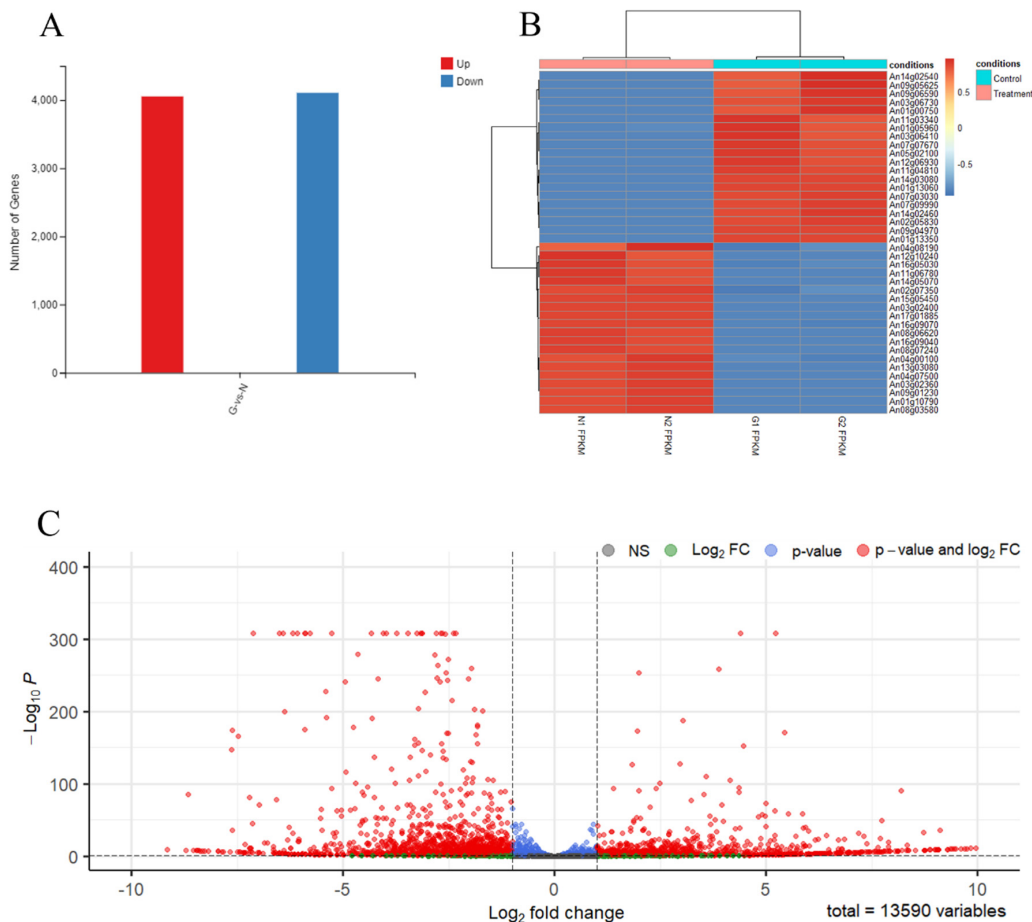 A
Up
Down
4,000
3,000
2,000
1,000
0
Number of Genes
G-vs-N
B
conditions
An14g02540
An09g05625
An09g06590
An03g06730
An01g00750
An11g03340
An01g05960
An03g06410
An07g07670
An05g02100
An12g06930
An11g04810
An14g03080
An01g13060
An07g03030
An07g09990
An14g02460
An02g05830
An09g04970
An01g13350
An04g08190
An12g10240
An16g05030
An11g06780
An14g05070
An02g07350
An15g05450
An03g02400
An17g01885
An16g09070
An08g06620
An16g09040
An08g07240
An04g00100
An13g03080
An04g07500
An03g02360
An09g01230
An01g10790
An08g03580
0.5
0
-0.5
conditions
Control
Treatment
N1 FPKM
N2 FPKM
G1 FPKM
G2 FPKM
C
NS
Log2 FC
p-value
p – value and log2 FC
400
300
200
100
0
–Log10 P
-10
-5
0
5
10
Log2 fold change
total = 13590 variables